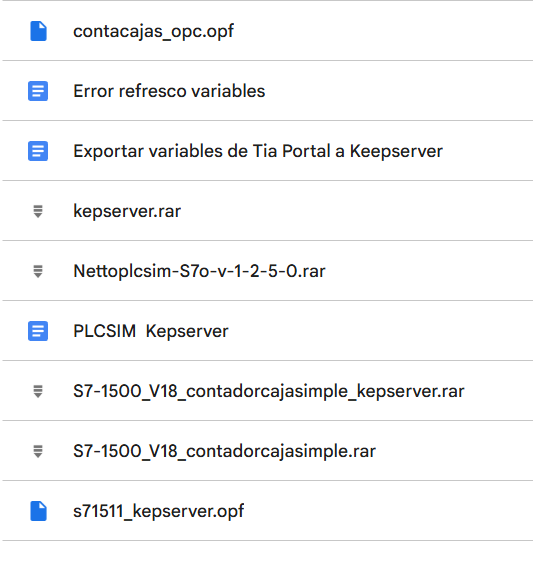 contacajas_opc.opf
Error refresco variables
Exportar variables de Tia Portal a Keepserver
kepserver.rar
Nettoplcsim-S7o-v-1-2-5-0.rar
PLCSIM  Kepserver
S7-1500_V18_contadorcajasimple_kepserver.rar
S7-1500_V18_contadorcajasimple.rar
s71511_kepserver.opf